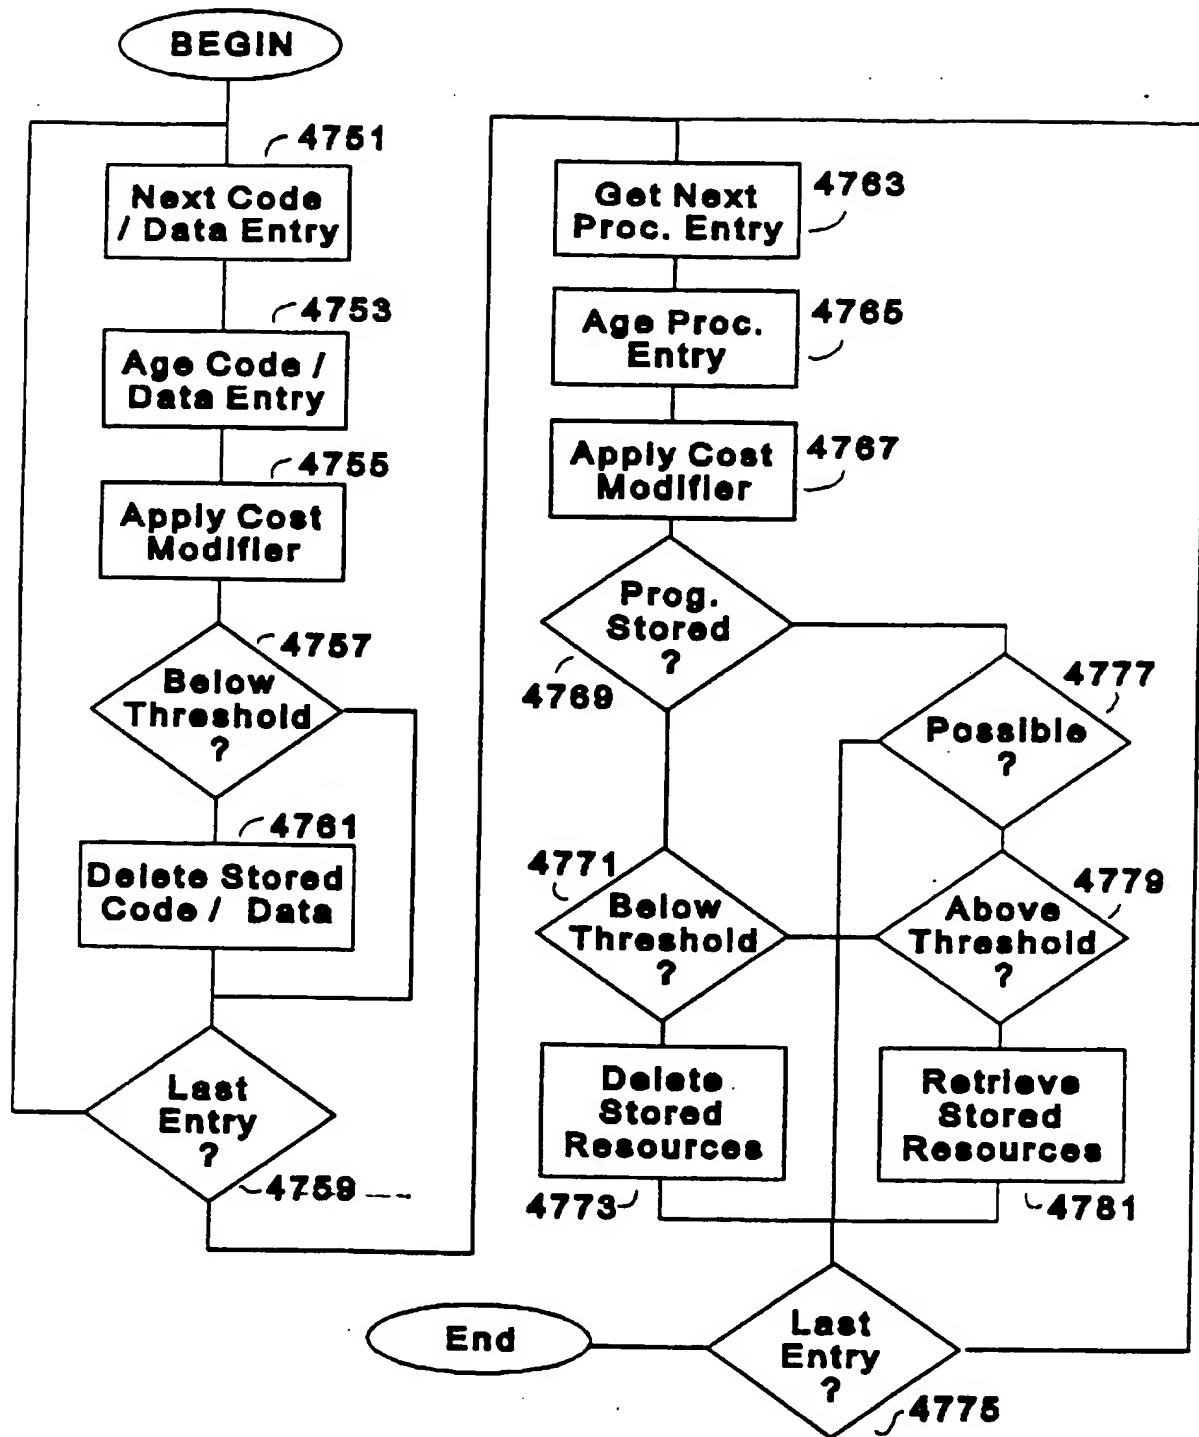 BEGIN
4751
Next Code
/ Data Entry
4753
Age Code /
Data Entry
4755
Apply Cost
Modifier
4757
Below
Threshold
?
4761
Delete Stored
Code / Data
Last
Entry
?
4759
4763
Get Next
Proc. Entry
4765
Age Proc.
Entry
4767
Apply Cost
Modifier
Prog.
Stored
?
4769
4777
Possible
?
4771
Below
Threshold
?
4779
Above
Threshold
?
Delete
Stored
Resources
4773
Retrieve
Stored
Resources
4781
Last
Entry
?
4775
End